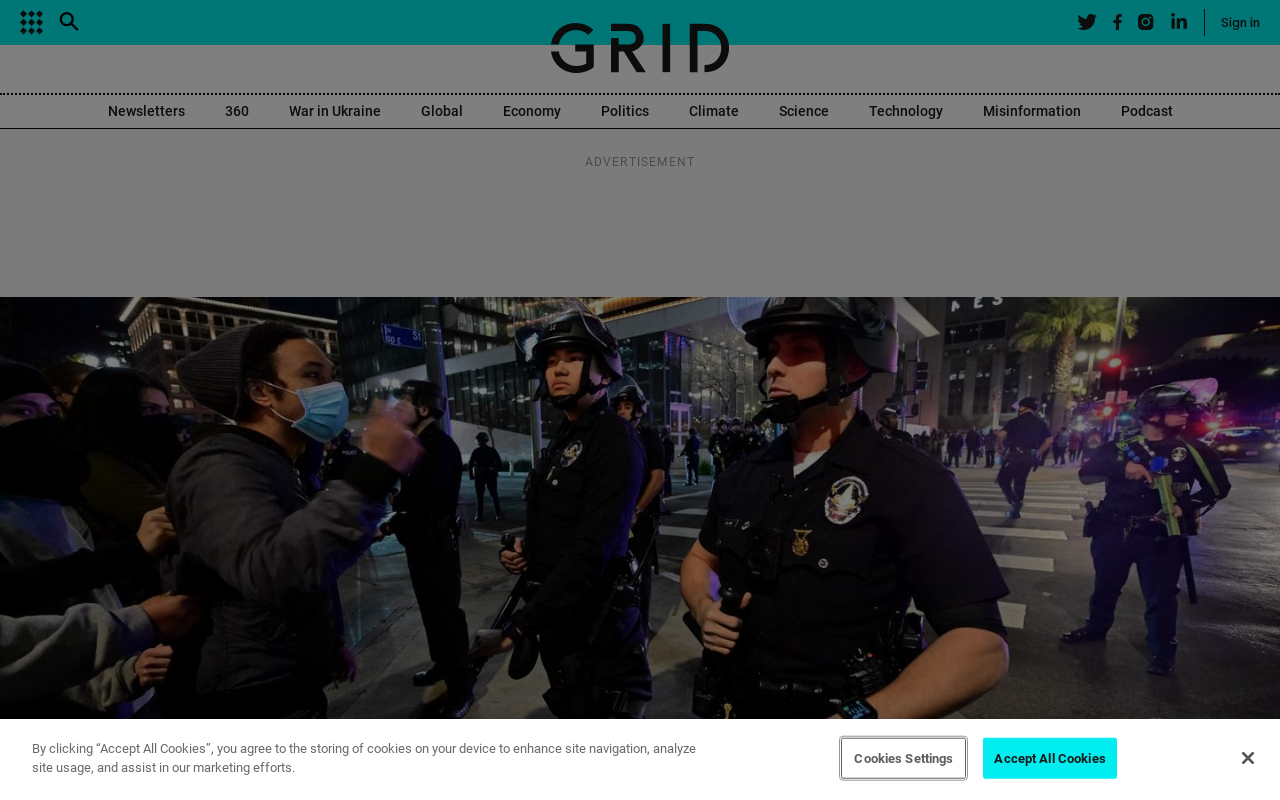 GRID
Sign in
Newsletters 360 War in Ukraine Global Economy Politics Climate Science Technology Misinformation Podcast
ADVERTISEMENT
St
POLICE
By clicking “Accept All Cookies”, you agree to the storing of cookies on your device to enhance site navigation, analyze
site usage, and assist in our marketing efforts.
Cookies Settings
Accept All Cookies